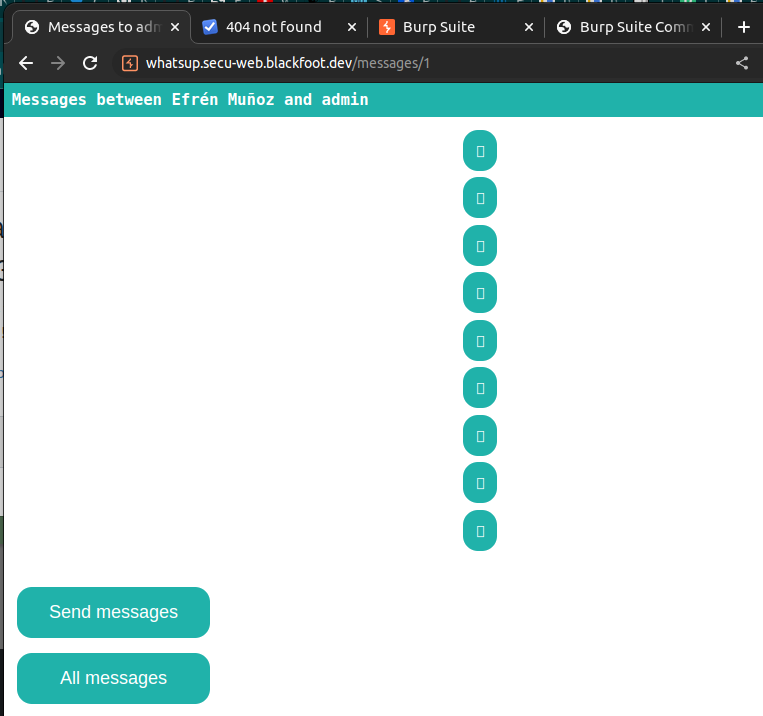 Messages to adm
404 not found
Burp Suite
Burp Suite Comm
whatsup.secu-web.blackfoot.dev/messages/1
Messages between Efrén Muñoz and admin
Send messages
All messages